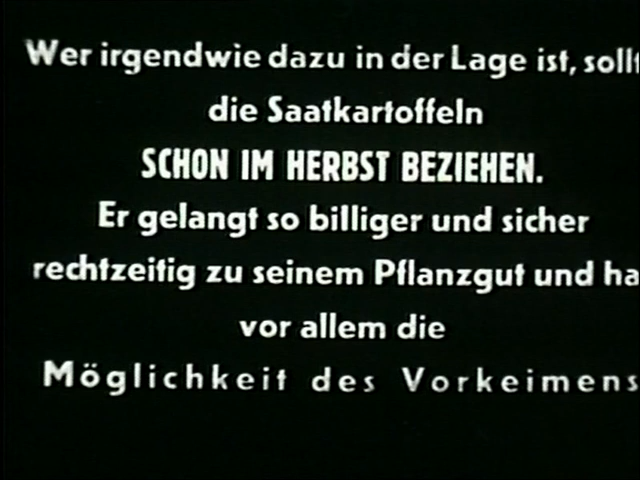 Wer irgendwie dazu in der Lage ist, sollt
die Saatkartoffeln
SCHON IM HERBST BEZIEHEN.
Er gelangt so billiger und sicher
rechtzeitig zu seinem Pflanzgut und ha
vor allem die
Möglichkeit des Vorkeimens